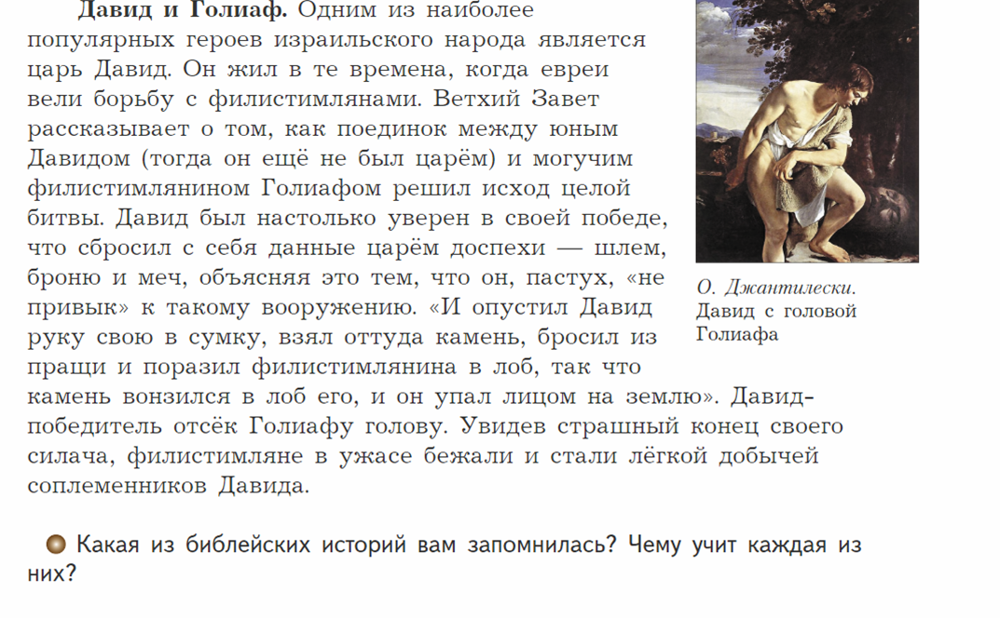 Давид и Голиаф. Одним из наиболее
популярных героев израильского народа является
царь Давид. Он жил в те времена, когда евреи
вели борьбу с филистимлянами. Ветхий Завет
рассказывает о том, как поединок между юным
Давидом (тогда он ещё не был царём) и могучим
филистимлянином Голиафом решил исход целой
битвы. Давид был настолько уверен в своей победе,
что сбросил с себя данные царём доспехи — шлем,
броню и меч, объясняя это тем, что он, пастух, «не
привык» к такому вооружению. «И опустил Давид
руку свою в сумку, взял оттуда камень, бросил из
пращи и поразил филистимлянина в лоб, так что
камень вонзился в лоб его, и он упал лицом на землю». Давид-
победитель отсёк Голиафу голову. Увидев страшный конец своего
силача, филистимляне в ужасе бежали и стали лёгкой добычей
соплеменников Давида.
О. Джантилески.
Давид с головой
Голиафа
Какая из библейских историй вам запомнилась? Чему учит каждая из
них?